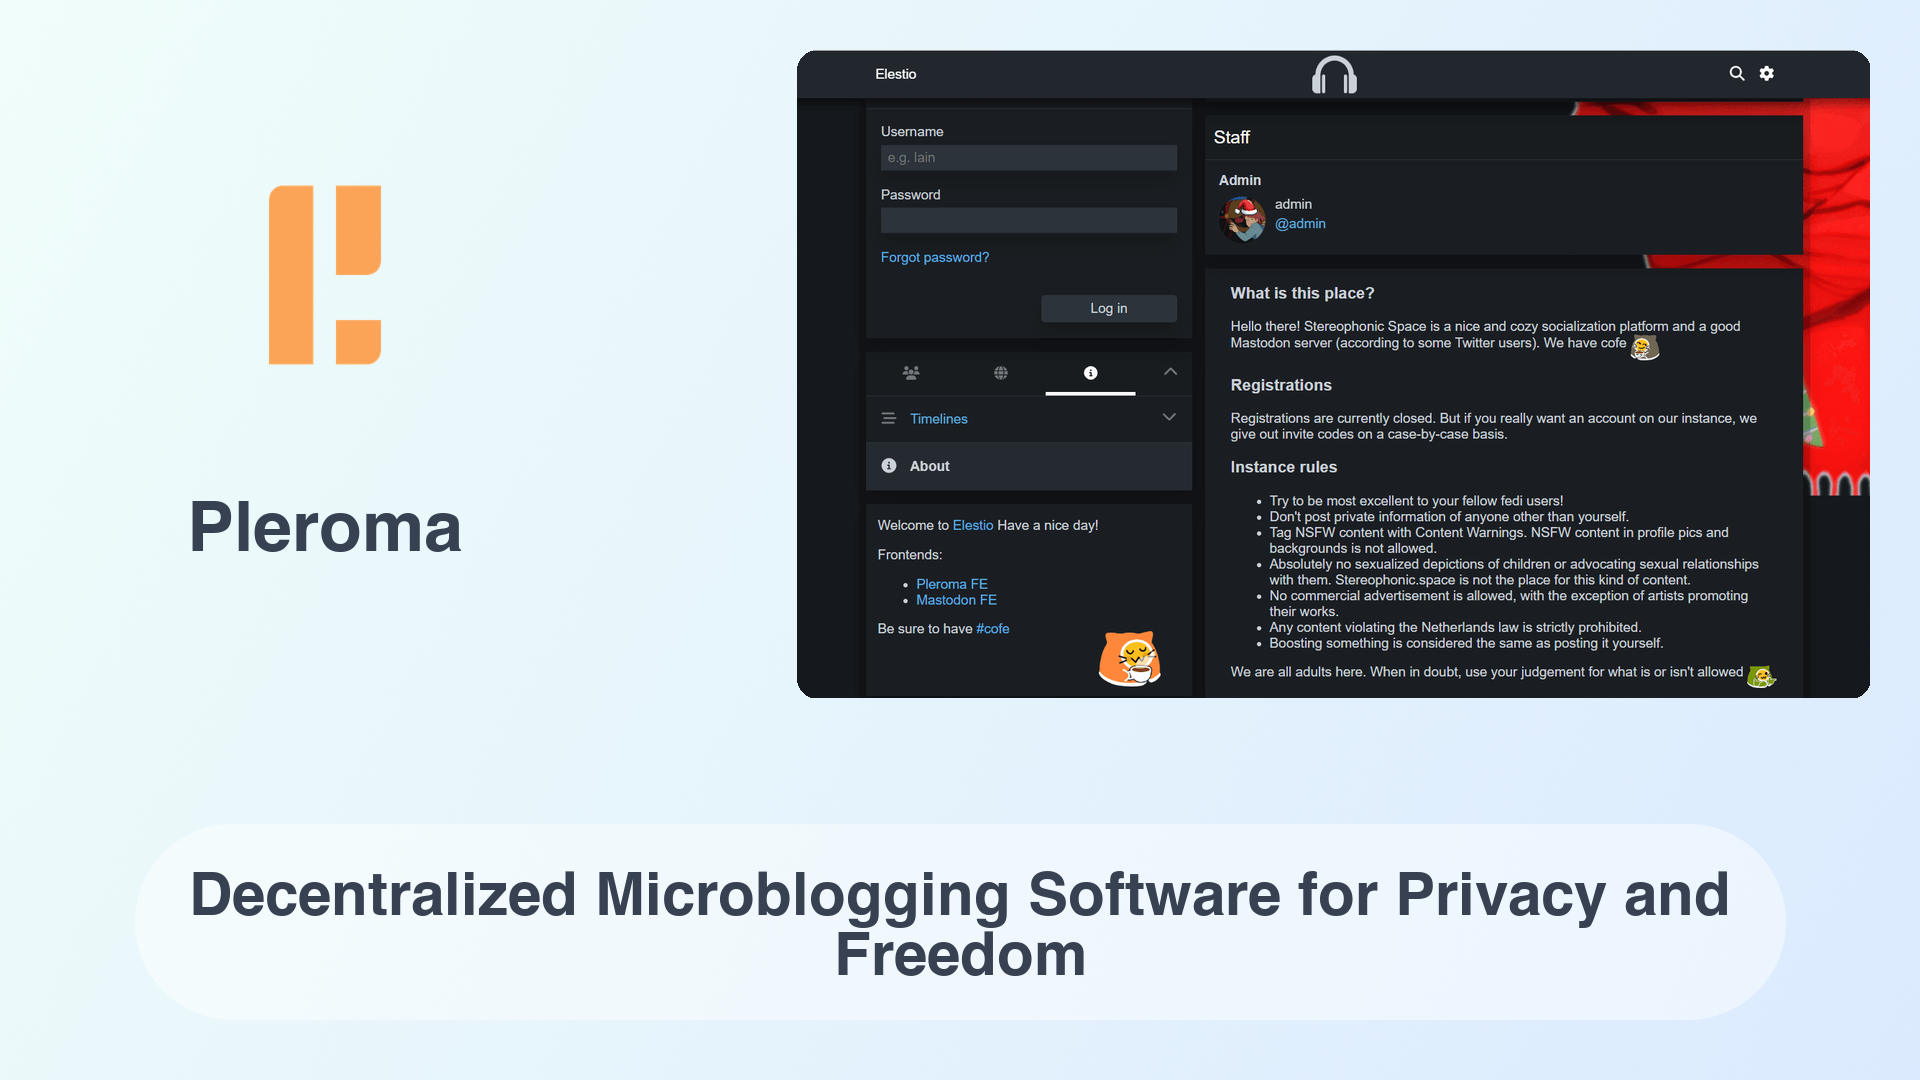 Pleroma
Elestio
Username
e.g. lain
Password
Forgot password?
Log in
Timelines
About
Welcome to Elestio Have a nice day!
Frontends:
Pleroma FE
Mastodon FE
Be sure to have #cofe
Staff
Admin
admin
@admin
What is this place?
Hello there! Stereophonic Space is a nice and cozy socialization platform and a good
Mastodon server (according to some Twitter users). We have cofe
Registrations
Registrations are currently closed. But if you really want an account on our instance, we
give out invite codes on a case-by-case basis.
Instance rules
Try to be most excellent to your fellow fedi users!
Don't post private information of anyone other than yourself.
Tag NSFW content with Content Warnings. NSFW content in profile pics and
backgrounds is not allowed.
Absolutely no sexualized depictions of children or advocating sexual relationships
with them. Stereophonic.space is not the place for this kind of content.
No commercial advertisement is allowed, with the exception of artists promoting
their works.
Any content violating the Netherlands law is strictly prohibited.
Boosting something is considered the same as posting it yourself.
We are all adults here. When in doubt, use your judgement for what is or isn't allowed
Decentralized Microblogging Software for Privacy and
Freedom